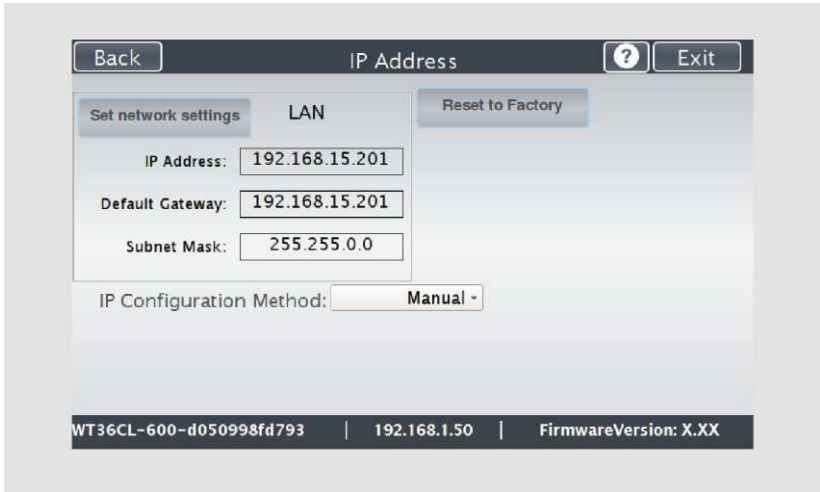 Back IP Address ? Exit
Set network settings LAN Reset to Factory
IP Address: 192.168.15.201
Default Gateway: 192.168.15.201
Subnet Mask: 255.255.0.0
IP Configuration Method: Manual
WT36CL-600-d050998fd793 | 192.168.1.50 | FirmwareVersion: X.XX